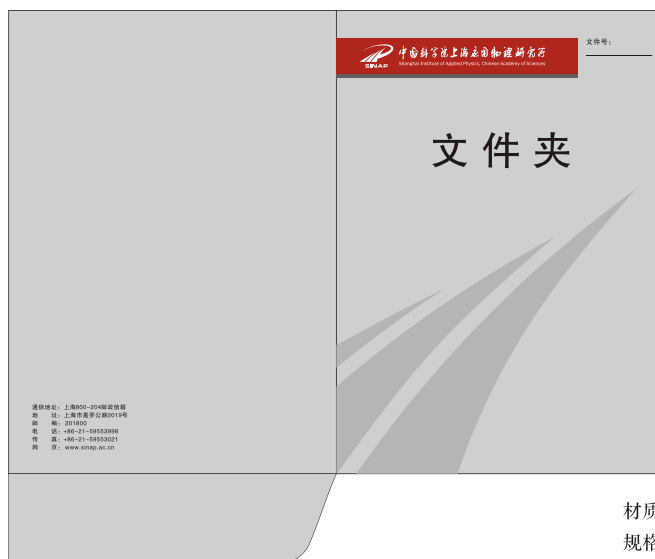 中国科学院上海应用物理研究所
Shanghai Institute of Applied Physics, Chinese Academy of Sciences
SINAP
文件号：
文件夹
通信地址：上海800-204邮政信箱
地　　址：上海市嘉罗公路2019号
邮　　编：201800
电　　话：+86-21-59553998
传　　真：+86-21-59553021
网　　页：www.sinap.ac.cn
材质
规格